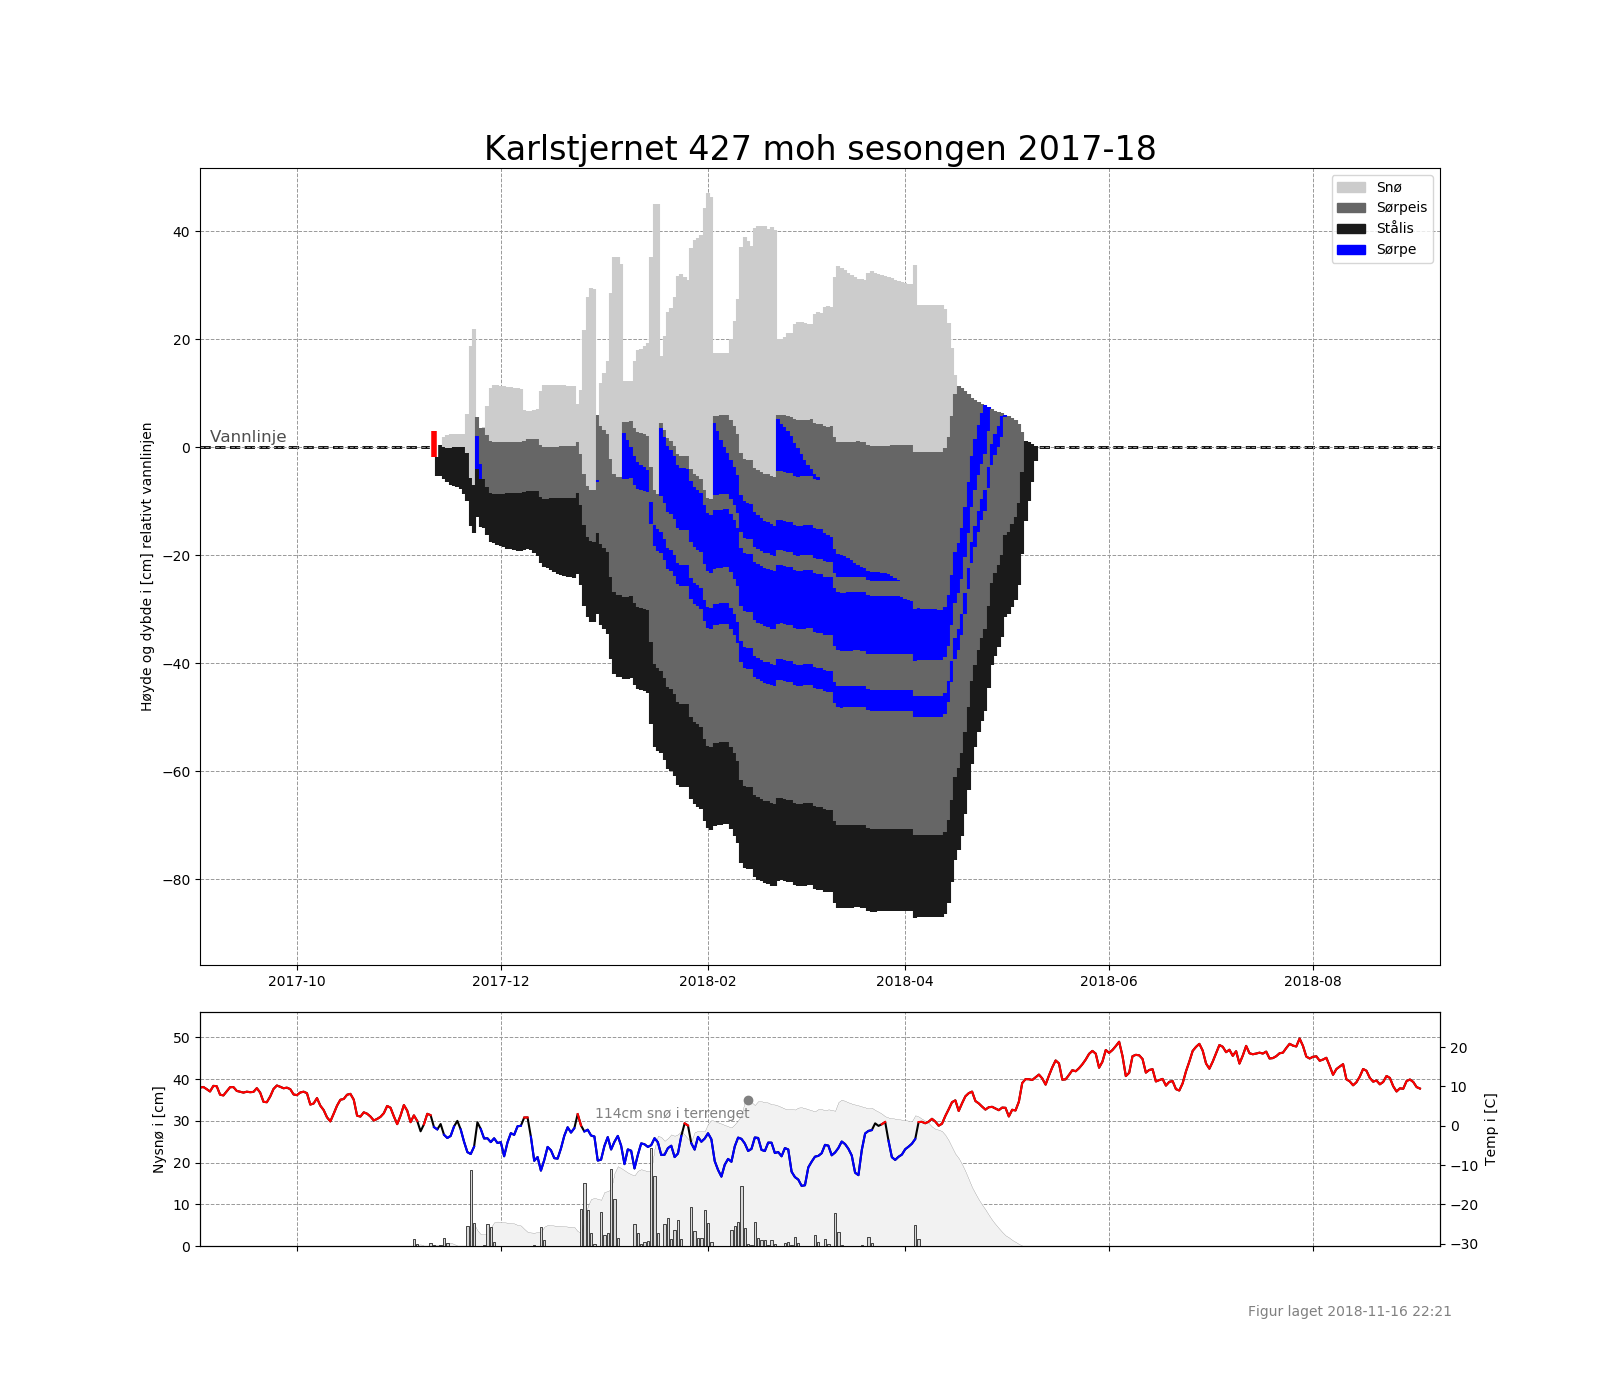 Karlstjernet 427 moh sesongen 2017-18
Snø
Sørpeis
Stålis
Sørpe
Høyde og dybde i [cm] relativt vannlinjen
40
20
0
−20
−40
−60
−80
Vannlinje
2017-10
2017-12
2018-02
2018-04
2018-06
2018-08
Nysnø i [cm]
50
40
30
20
10
0
114cm snø i terrenget
20
10
0
−10
−20
−30
Temp i [C]
Figur laget 2018-11-16 22:21